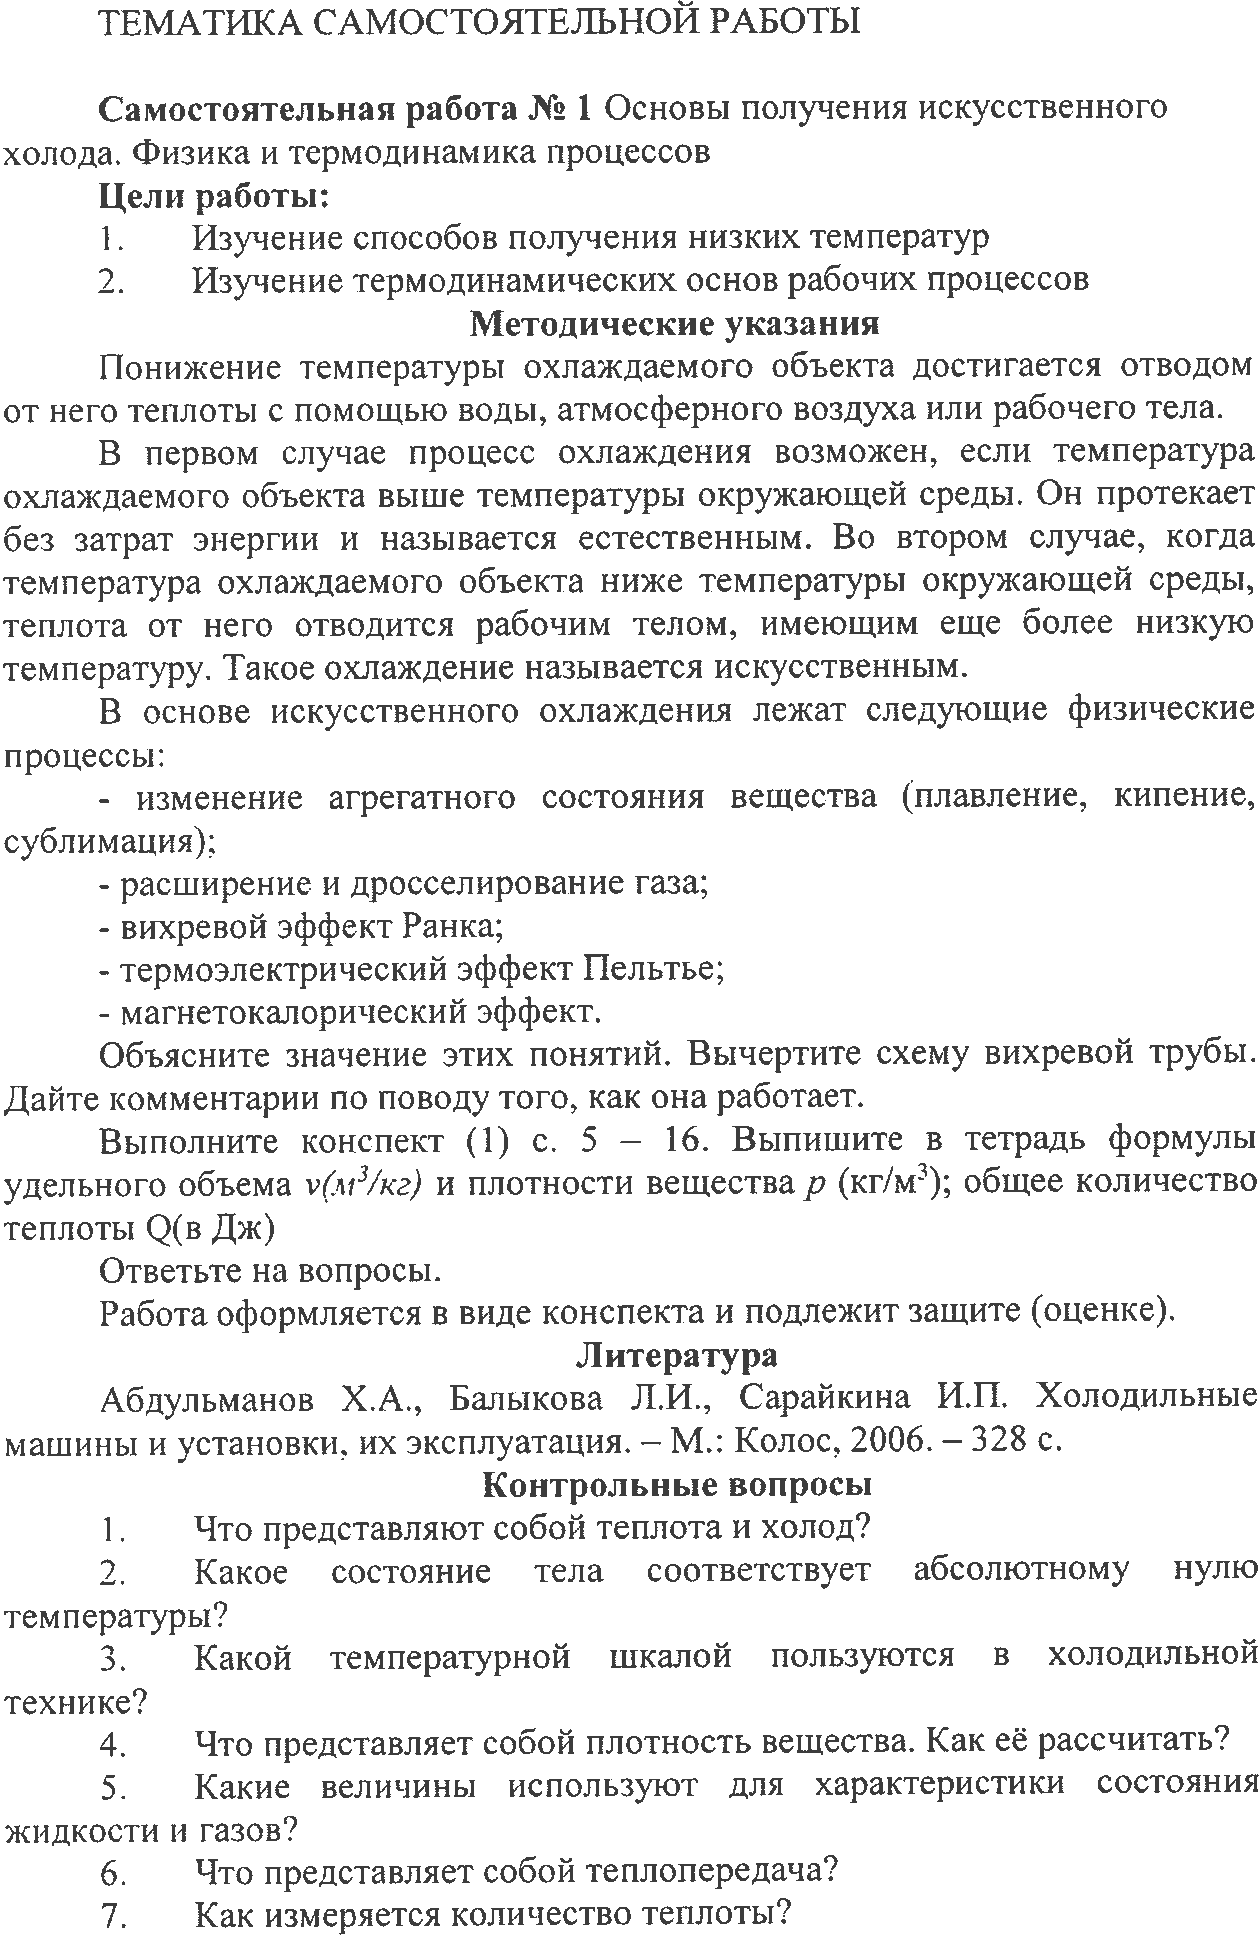 ТЕМАТИКА САМОСТОЯТЕЛЬНОЙ РАБОТЫ
Самостоятельная работа № 1 Основы получения искусственного
холода. Физика и термодинамика процессов
Цели работы:
1. Изучение способов получения низких температур
2. Изучение термодинамических основ рабочих процессов
Методические указания
Понижение температуры охлаждаемого объекта достигается отводом
от него теплоты с помощью воды, атмосферного воздуха или рабочего тела.
В первом случае процесс охлаждения возможен, если температура
охлаждаемого объекта выше температуры окружающей среды. Он протекает
без затрат энергии и называется естественным. Во втором случае, когда
температура охлаждаемого объекта ниже температуры окружающей среды,
теплота от него отводится рабочим телом, имеющим еще более низкую
температуру. Такое охлаждение называется искусственным.
В основе искусственного охлаждения лежат следующие физические
процессы:
- изменение агрегатного состояния вещества (плавление, кипение,
сублимация);
- расширение и дросселирование газа;
- вихревой эффект Ранка;
- термоэлектрический эффект Пельтье;
- магнетокалорический эффект.
Объясните значение этих понятий. Вычертите схему вихревой трубы.
Дайте комментарии по поводу того, как она работает.
Выполните конспект (1) с. 5 – 16. Выпишите в тетрадь формулы
удельного объема v(м³/кг) и плотности вещества p (кг/м³); общее количество
теплоты Q(в Дж)
Ответьте на вопросы.
Работа оформляется в виде конспекта и подлежит защите (оценке).
Литература
Абдульманов Х.А., Балыкова Л.И., Сарайкина И.П. Холодильные
машины и установки, их эксплуатация. – М.: Колос, 2006. – 328 с.
Контрольные вопросы
1. Что представляют собой теплота и холод?
2. Какое состояние тела соответствует абсолютному нулю
температуры?
3. Какой температурной шкалой пользуются в холодильной
технике?
4. Что представляет собой плотность вещества. Как её рассчитать?
5. Какие величины используют для характеристики состояния
жидкости и газов?
6. Что представляет собой теплопередача?
7. Как измеряется количество теплоты?